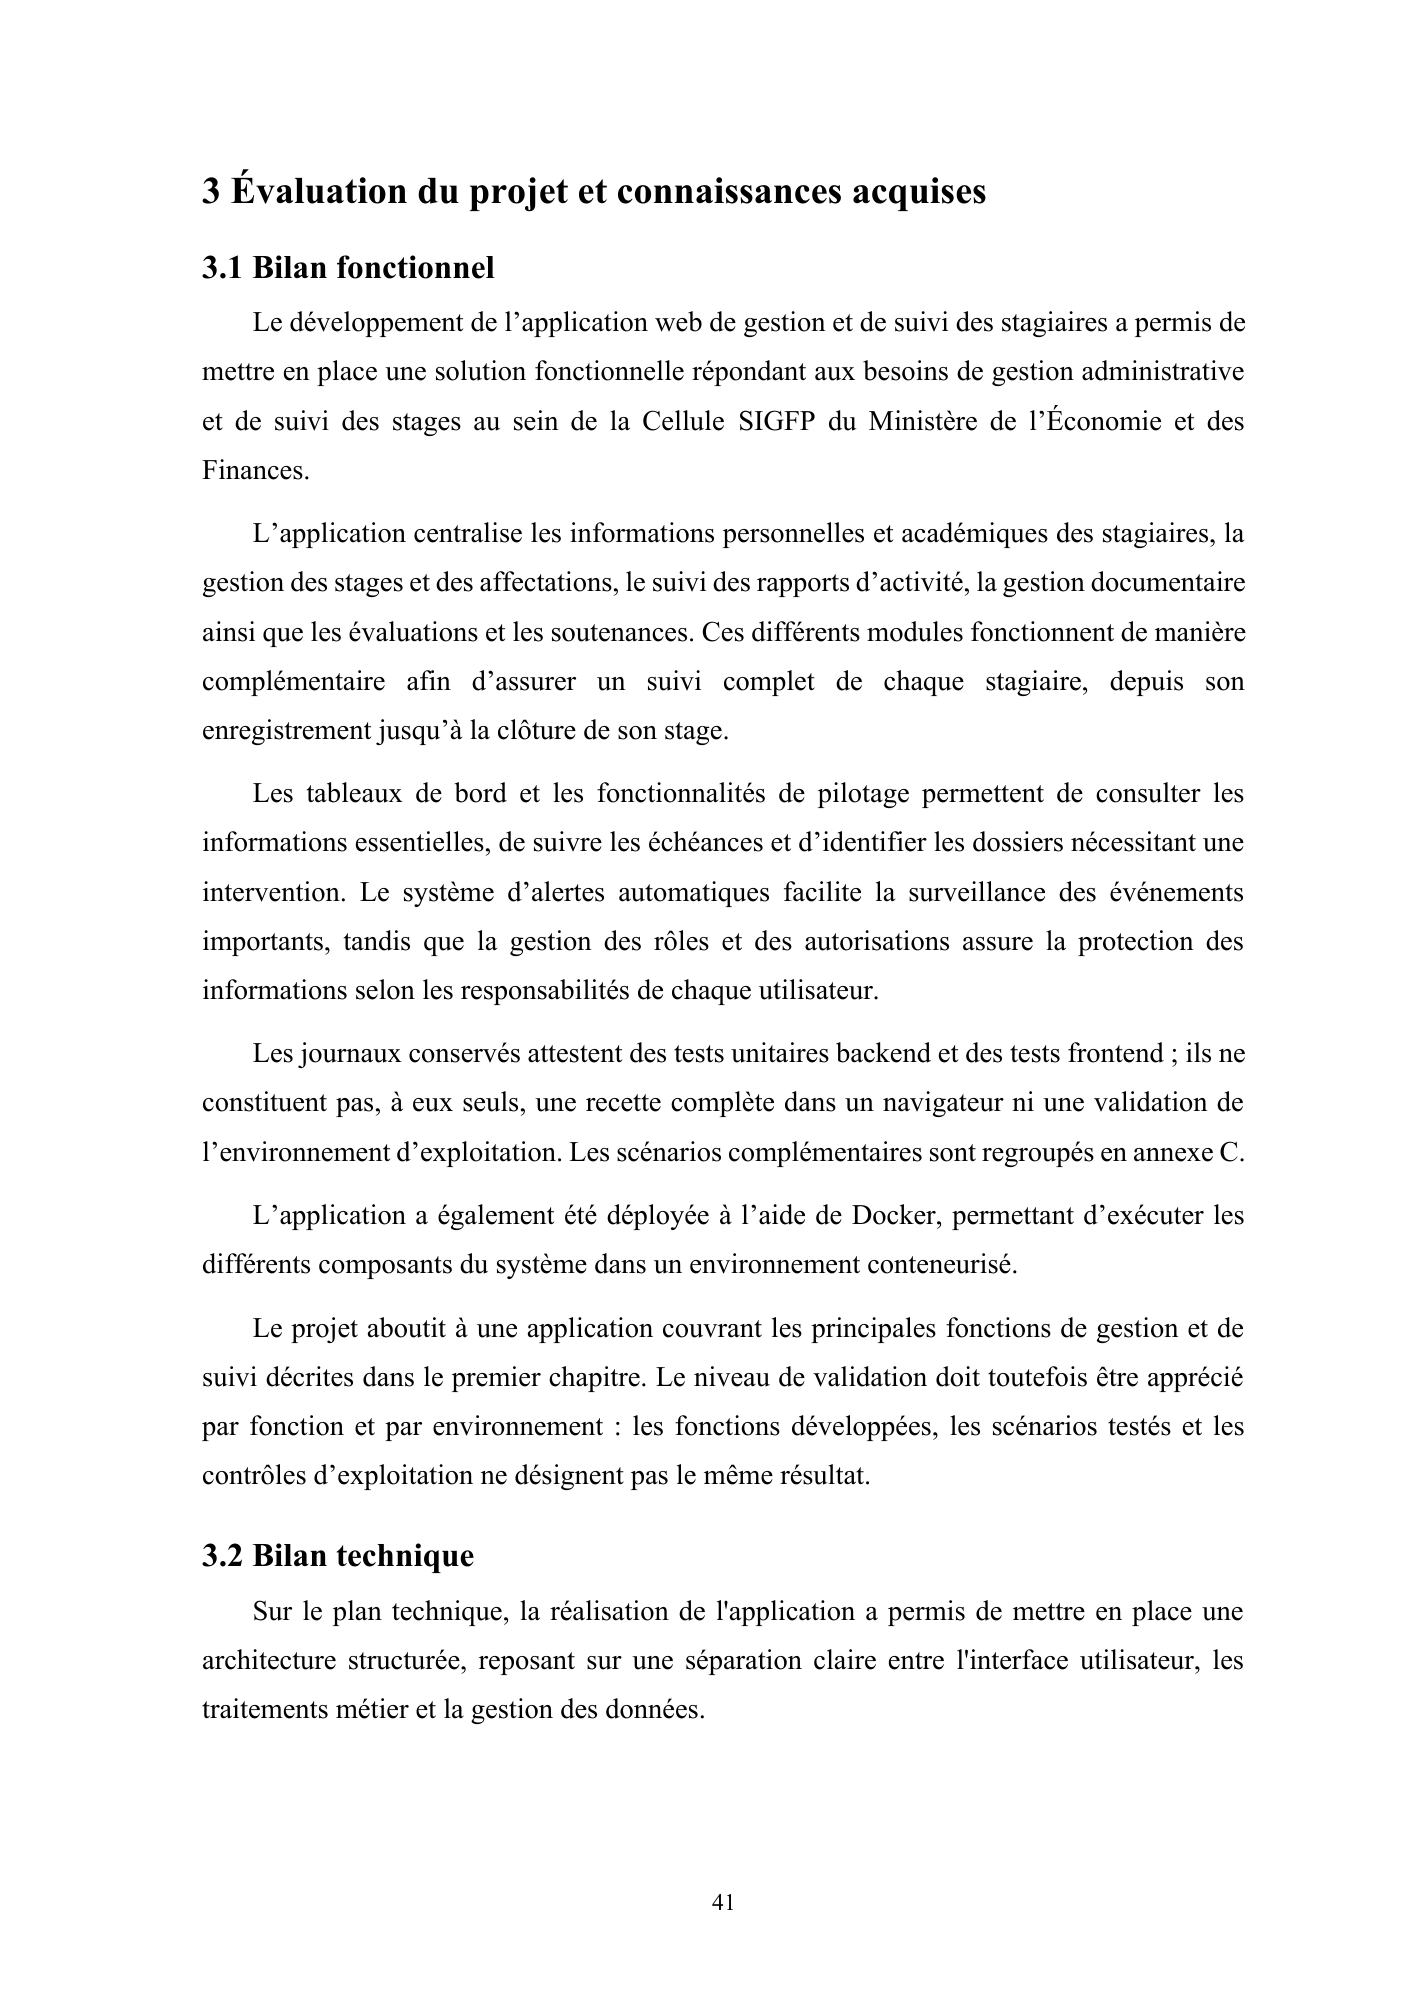 3 Évaluation du projet et connaissances acquises
3.1 Bilan fonctionnel
Le développement de l’application web de gestion et de suivi des stagiaires a permis de
mettre en place une solution fonctionnelle répondant aux besoins de gestion administrative
et de suivi des stages au sein de la Cellule SIGFP du Ministère de l’Économie et des
Finances.
L’application centralise les informations personnelles et académiques des stagiaires, la
gestion des stages et des affectations, le suivi des rapports d’activité, la gestion documentaire
ainsi que les évaluations et les soutenances. Ces différents modules fonctionnent de manière
complémentaire afin d’assurer un suivi complet de chaque stagiaire, depuis son
enregistrement jusqu’à la clôture de son stage.
Les tableaux de bord et les fonctionnalités de pilotage permettent de consulter les
informations essentielles, de suivre les échéances et d’identifier les dossiers nécessitant une
intervention. Le système d’alertes automatiques facilite la surveillance des événements
importants, tandis que la gestion des rôles et des autorisations assure la protection des
informations selon les responsabilités de chaque utilisateur.
Les journaux conservés attestent des tests unitaires backend et des tests frontend ; ils ne
constituent pas, à eux seuls, une recette complète dans un navigateur ni une validation de
l’environnement d’exploitation. Les scénarios complémentaires sont regroupés en annexe C.
L’application a également été déployée à l’aide de Docker, permettant d’exécuter les
différents composants du système dans un environnement conteneurisé.
Le projet aboutit à une application couvrant les principales fonctions de gestion et de
suivi décrites dans le premier chapitre. Le niveau de validation doit toutefois être apprécié
par fonction et par environnement : les fonctions développées, les scénarios testés et les
contrôles d’exploitation ne désignent pas le même résultat.
3.2 Bilan technique
Sur le plan technique, la réalisation de l'application a permis de mettre en place une
architecture structurée, reposant sur une séparation claire entre l'interface utilisateur, les
traitements métier et la gestion des données.
41